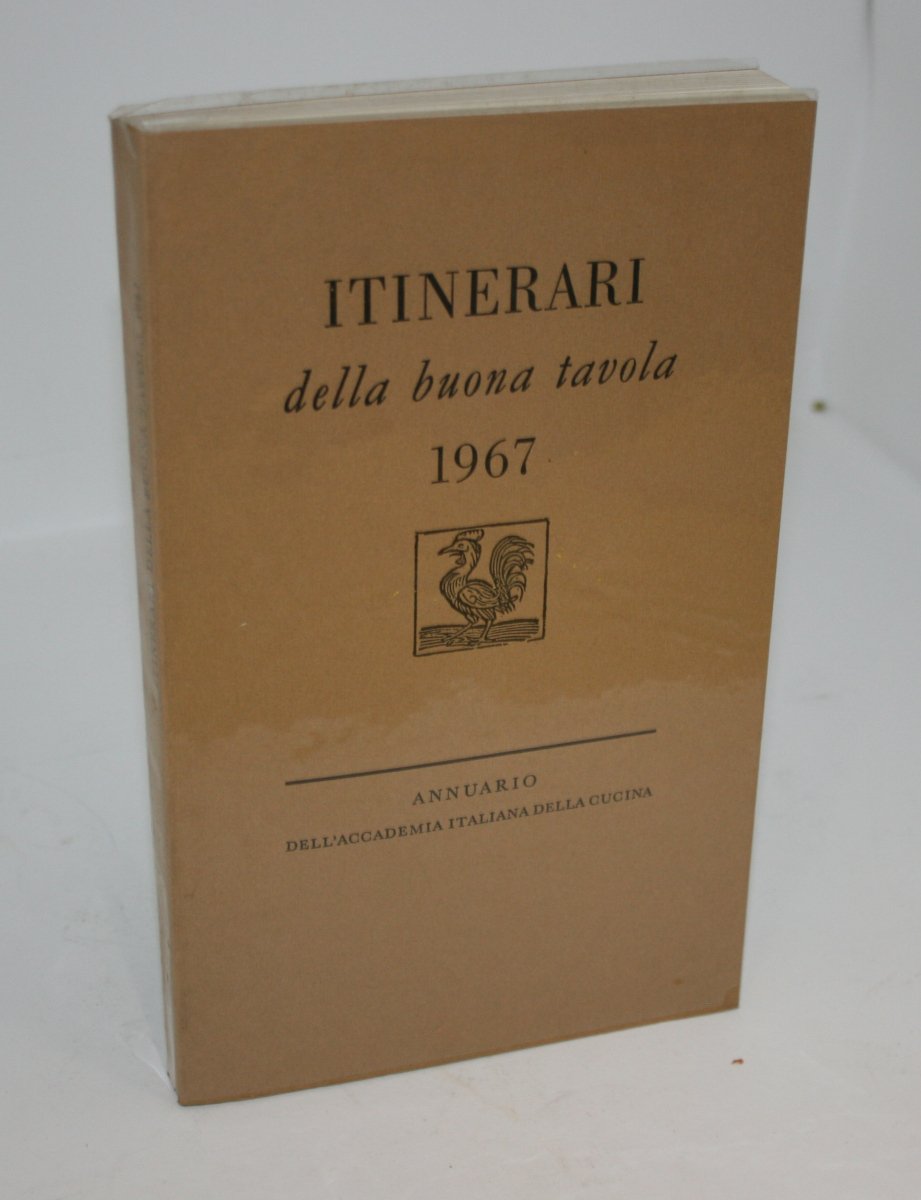 ITINERARI
della buona tavola
1967
ANNUARIO
DELL'ACCADEMIA ITALIANA DELLA CUCINA